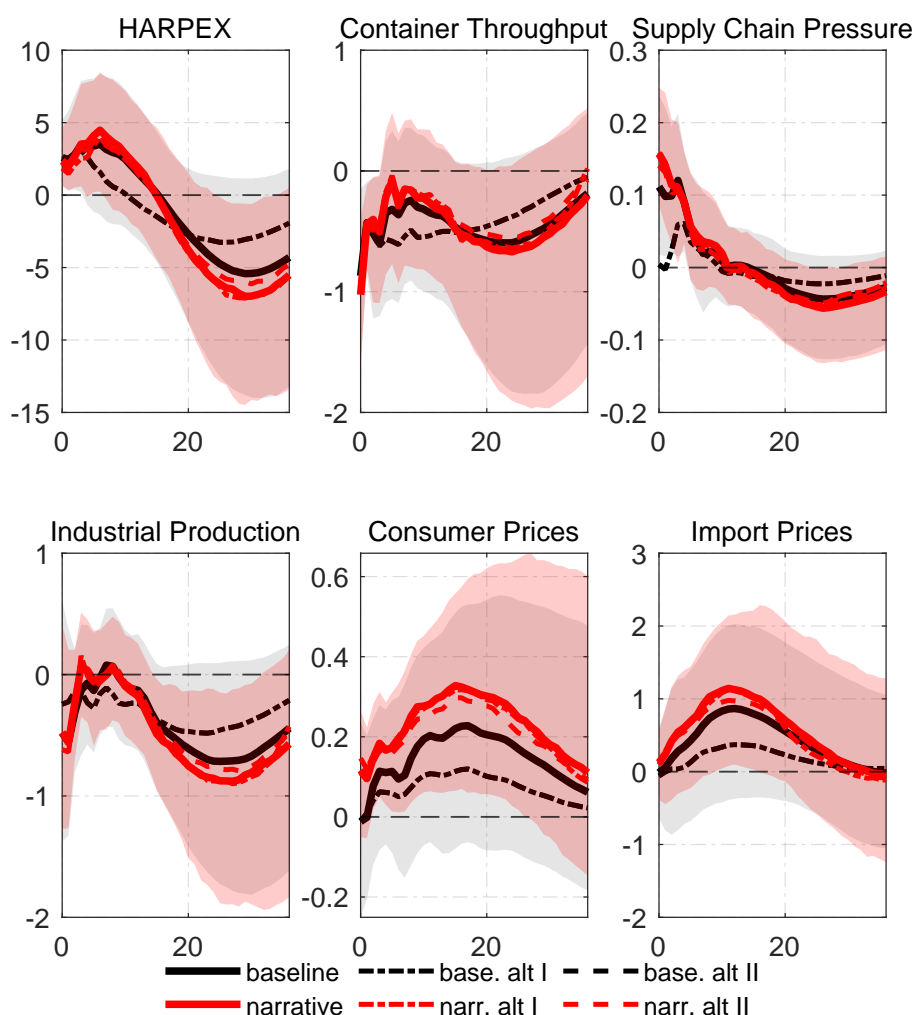 HARPEX Container Throughput Supply Chain Pressure
10 1 0.3
5 0.2
0 0 0.1
-5 -1 0
-10 -0.1
-15 -2 -0.2
0 20 0 20 0 20
Industrial Production Consumer Prices Import Prices
1 0.6 3
0 0.4 2
0.2 1
-1 0 0
-0.2 -1
-2 -2
0 20 0 20 0 20
baseline base. alt I base. alt II
narrative narr. alt I narr. alt II